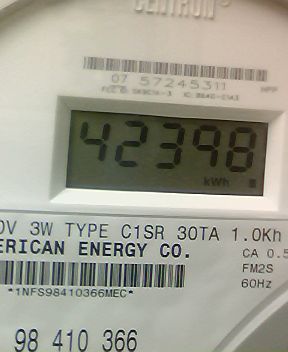 CENTRON®
07 57245311
42398
kWh
0V 3W TYPE C1SR 30TA 1.0Kh
ERICAN ENERGY CO.
CA 0.5
FM2S
60Hz
*1NFS98410366MEC*
98 410 366